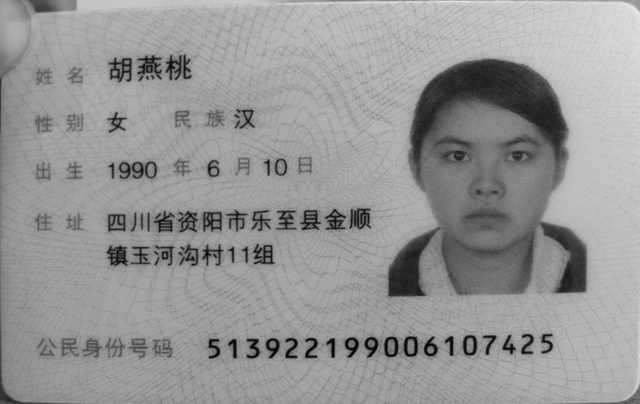 姓名 胡燕桃
性别 女 民族 汉
出生 1990 年 6 月 10 日
住址 四川省资阳市乐至县金顺
镇玉河沟村11组
公民身份号码 513922199006107425